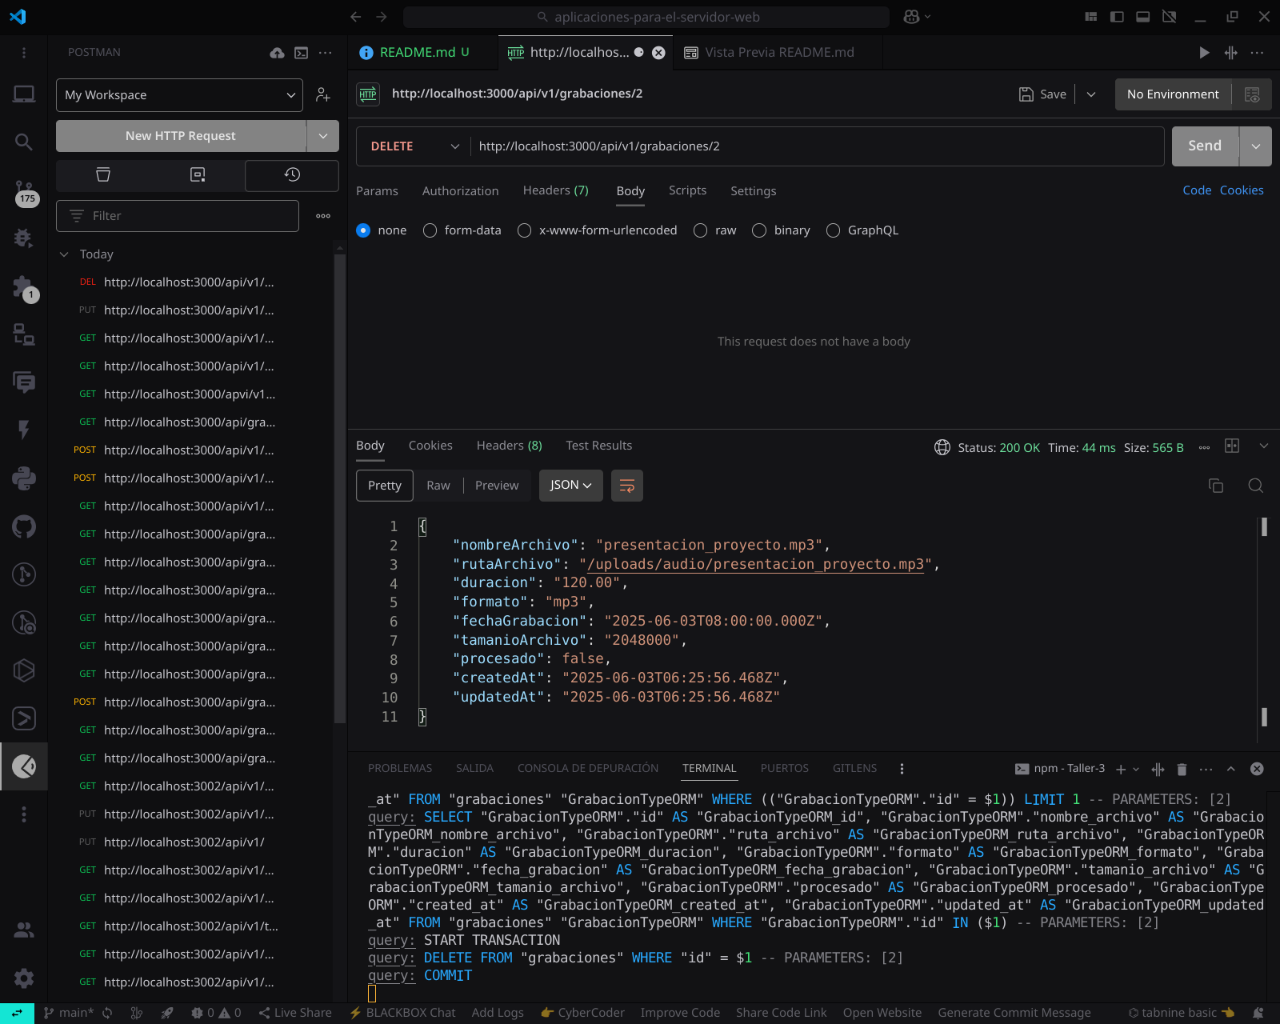 aplicaciones-para-el-servidor-web
POSTMAN
README.md U
http://localhos...
Vista Previa README.md
My Workspace
New HTTP Request
Filter
Today
DEL http://localhost:3000/api/v1/...
PUT http://localhost:3000/api/v1/...
GET http://localhost:3000/api/v1/...
GET http://localhost:3000/api/v1/...
GET http://localhost:3000/apvi/v1...
GET http://localhost:3000/api/gra...
POST http://localhost:3000/api/v1/...
POST http://localhost:3000/api/v1/...
GET http://localhost:3000/api/v1/...
GET http://localhost:3000/api/gra...
GET http://localhost:3000/api/gra...
GET http://localhost:3000/api/gra...
GET http://localhost:3000/api/gra...
GET http://localhost:3000/api/gra...
GET http://localhost:3000/api/gra...
POST http://localhost:3000/api/gra...
GET http://localhost:3000/api/gra...
GET http://localhost:3000/api/gra...
GET http://localhost:3002/api/v1/...
PUT http://localhost:3002/api/v1/...
PUT http://localhost:3002/api/v1/
GET http://localhost:3002/api/v1/...
GET http://localhost:3002/api/v1/...
GET http://localhost:3002/api/v1/t...
GET http://localhost:3002/api/v1/...
GET http://localhost:3002/api/v1/...
175
1
HTTP http://localhost:3000/api/v1/grabaciones/2
Save
No Environment
DELETE http://localhost:3000/api/v1/grabaciones/2
Send
Params Authorization Headers (7) Body Scripts Settings
Code Cookies
none form-data x-www-form-urlencoded raw binary GraphQL
This request does not have a body
Body Cookies Headers (8) Test Results
Status: 200 OK Time: 44 ms Size: 565 B
Pretty Raw Preview JSON
1 {
2 "nombreArchivo": "presentacion_proyecto.mp3",
3 "rutaArchivo": "/uploads/audio/presentacion_proyecto.mp3",
4 "duracion": "120.00",
5 "formato": "mp3",
6 "fechaGrabacion": "2025-06-03T08:00:00.000Z",
7 "tamanioArchivo": "2048000",
8 "procesado": false,
9 "createdAt": "2025-06-03T06:25:56.468Z",
10 "updatedAt": "2025-06-03T06:25:56.468Z"
11 }
PROBLEMAS SALIDA CONSOLA DE DEPURACIÓN TERMINAL PUERTOS GITLENS
npm - Taller-3
_at" FROM "grabaciones" "GrabacionTypeORM" WHERE (("GrabacionTypeORM"."id" = $1)) LIMIT 1 -- PARAMETERS: [2]
query: SELECT "GrabacionTypeORM"."id" AS "GrabacionTypeORM_id", "GrabacionTypeORM"."nombre_archivo" AS "Grabacio
nTypeORM_nombre_archivo", "GrabacionTypeORM"."ruta_archivo" AS "GrabacionTypeORM_ruta_archivo", "GrabacionTypeOR
M"."duracion" AS "GrabacionTypeORM_duracion", "GrabacionTypeORM"."formato" AS "GrabacionTypeORM_formato", "Graba
cionTypeORM"."fecha_grabacion" AS "GrabacionTypeORM_fecha_grabacion", "GrabacionTypeORM"."tamanio_archivo" AS "G
rabacionTypeORM_tamanio_archivo", "GrabacionTypeORM"."procesado" AS "GrabacionTypeORM_procesado", "GrabacionType
ORM"."created_at" AS "GrabacionTypeORM_created_at", "GrabacionTypeORM"."updated_at" AS "GrabacionTypeORM_updated
_at" FROM "grabaciones" "GrabacionTypeORM" WHERE "GrabacionTypeORM"."id" IN ($1) -- PARAMETERS: [2]
query: START TRANSACTION
query: DELETE FROM "grabaciones" WHERE "id" = $1 -- PARAMETERS: [2]
query: COMMIT
main* 0 0 Live Share BLACKBOX Chat Add Logs CyberCoder Improve Code Share Code Link Open Website Generate Commit Message tabnine basic